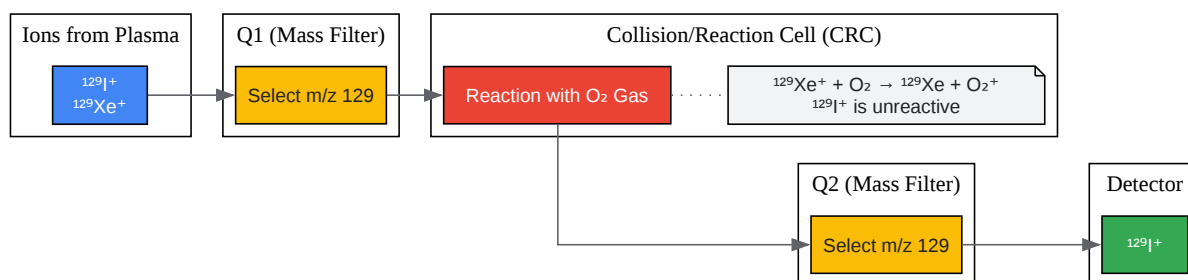 Ions from Plasma
¹²⁹I⁺
¹²⁹Xe⁺
Q1 (Mass Filter)
Select m/z 129
Collision/Reaction Cell (CRC)
Reaction with O₂ Gas
¹²⁹Xe⁺ + O₂ → ¹²⁹Xe + O₂⁺
¹²⁹I⁺ is unreactive
Q2 (Mass Filter)
Select m/z 129
Detector
¹²⁹I⁺